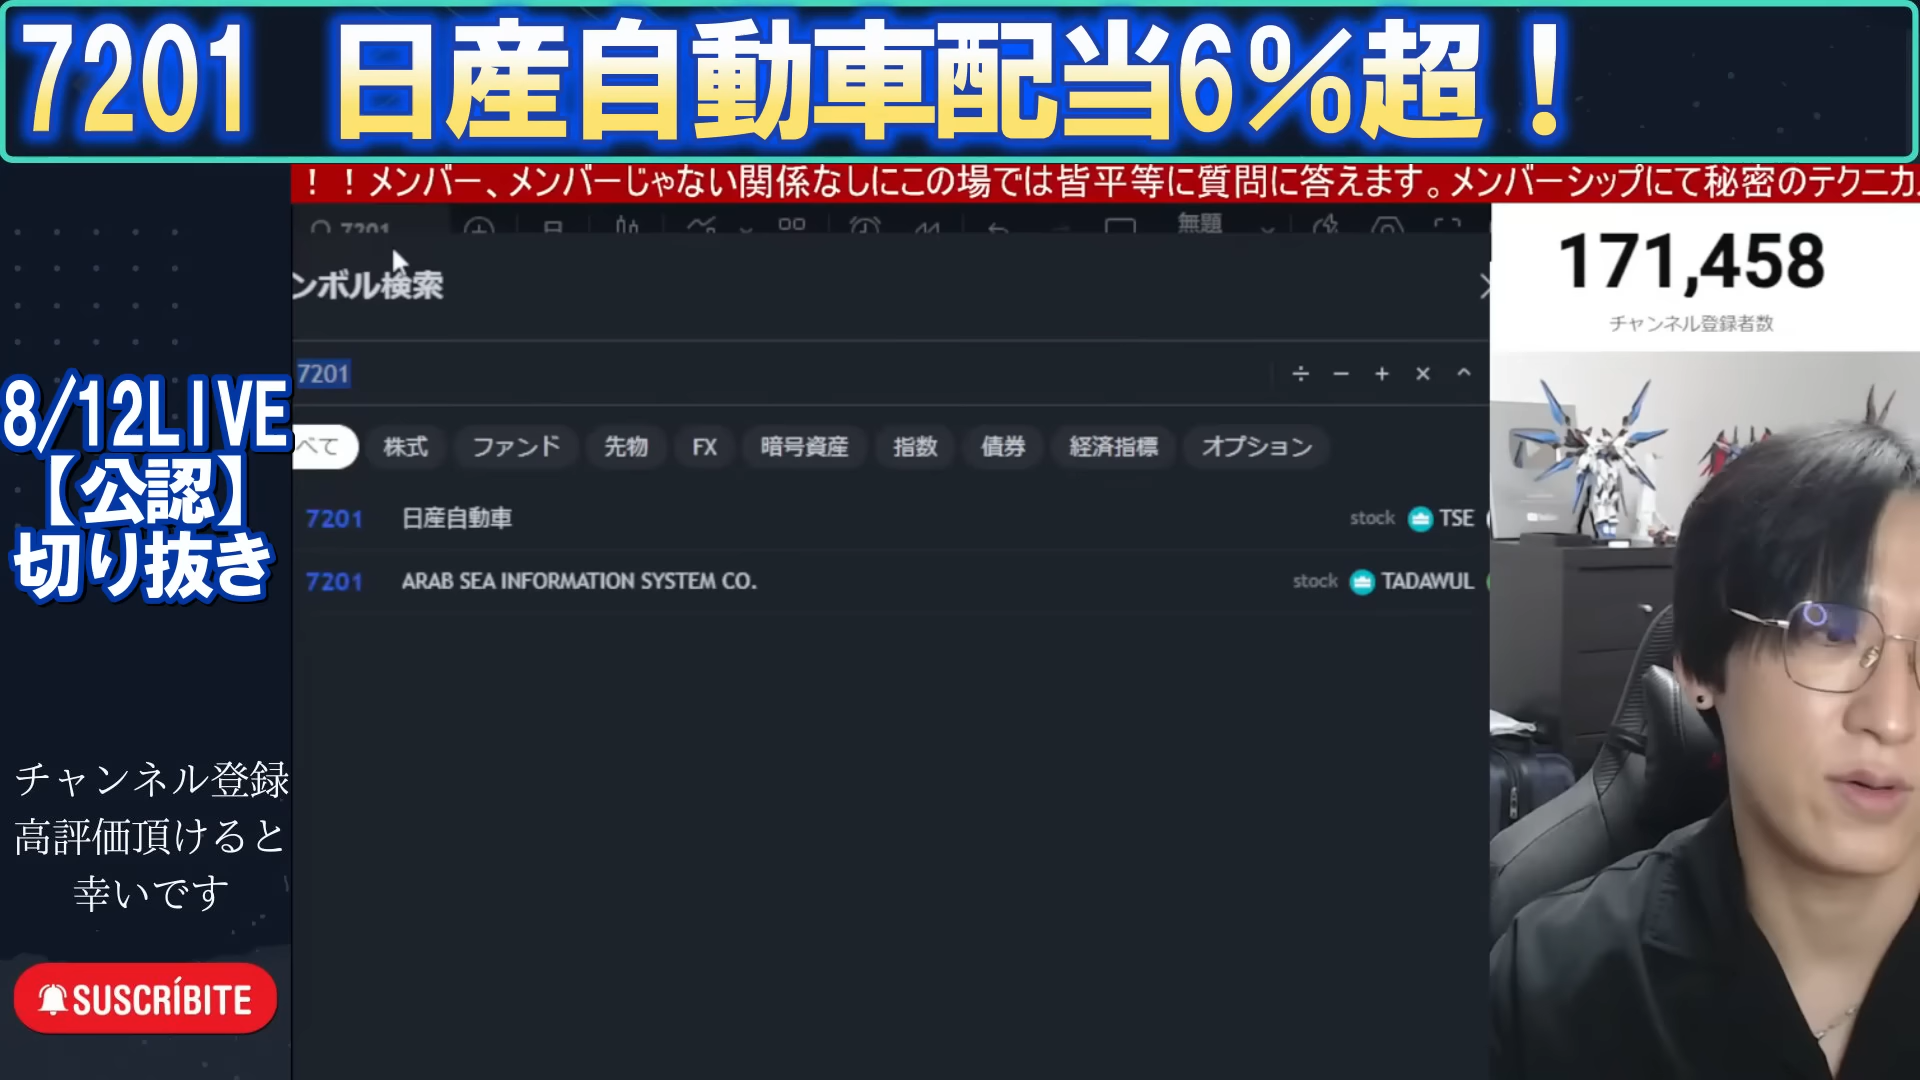 7201 日産自動車配当6%超！
！！メンバー、メンバーじゃない関係なしにこの場では皆平等に質問に答えます。メンバーシップにて秘密のテクニカ
7201
無題
ンボル検索
171,458
チャンネル登録者数
7201
÷ − + × ^
べて 株式 ファンド 先物 FX 暗号資産 指数 債券 経済指標 オプション
7201 日産自動車 stock TSE
7201 ARAB SEA INFORMATION SYSTEM CO. stock TADAWUL
8/12LIVE
【公認】
切り抜き
チャンネル登録
高評価頂けると
幸いです
SUSCRÍBITE